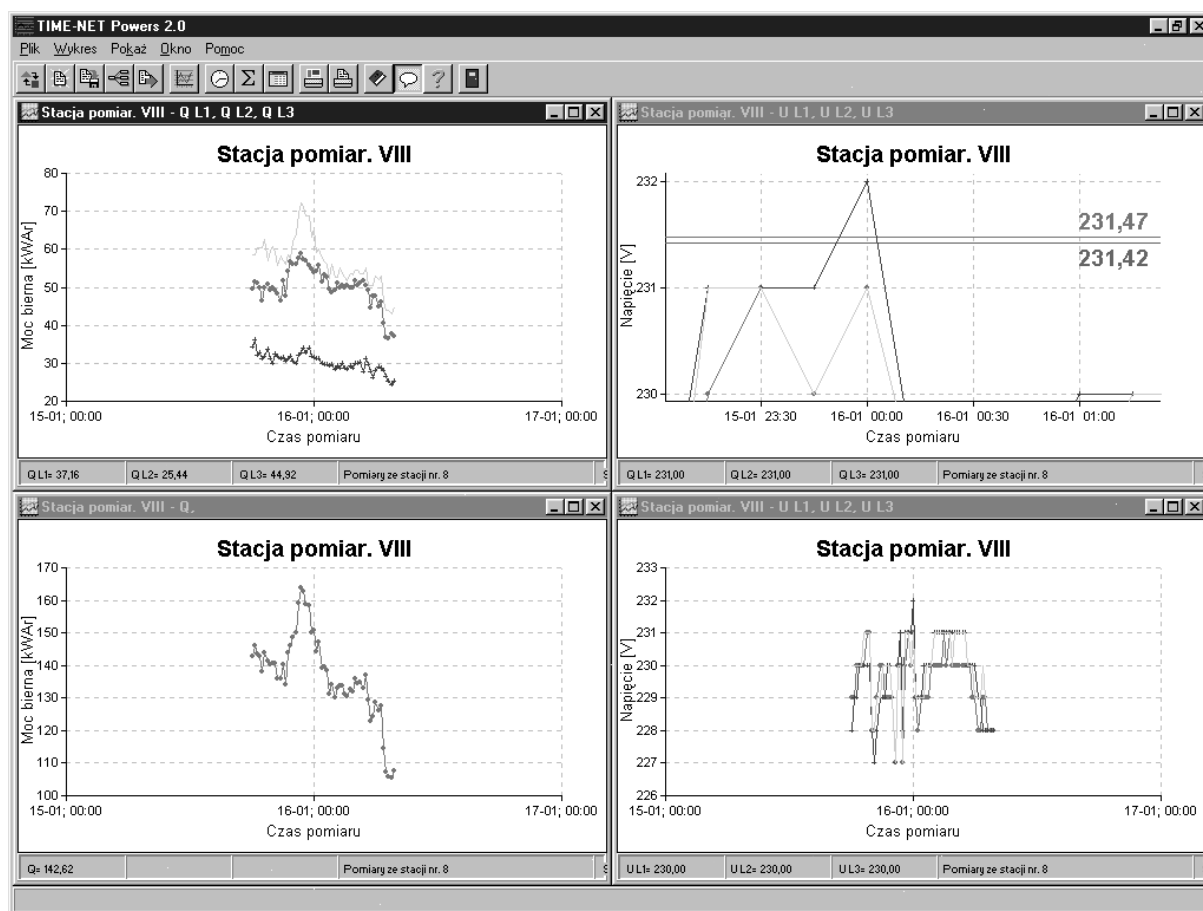 TIME-NET Powers 2.0
Plik Wykres Pokaż Okno Pomoc
Stacja pomiar. VIII - Q L1, Q L2, Q L3
Stacja pomiar. VIII
80
70
60
50
40
30
20
Moc bierna [kWAr]
15-01; 00:00 16-01; 00:00 17-01; 00:00
Czas pomiaru
Q L1= 37,16 Q L2= 25,44 Q L3= 44,92 Pomiary ze stacji nr. 8
Stacja pomiar. VIII - U L1, U L2, U L3
Stacja pomiar. VIII
232
231
230
Napięcie [V]
231,47
231,42
15-01 23:30 16-01 00:00 16-01 00:30 16-01 01:00
Czas pomiaru
Q L1= 231,00 Q L2= 231,00 Q L3= 231,00 Pomiary ze stacji nr. 8
Stacja pomiar. VIII - Q,
Stacja pomiar. VIII
170
160
150
140
130
120
110
100
Moc bierna [kWAr]
15-01; 00:00 16-01; 00:00 17-01; 00:00
Czas pomiaru
Q= 142,62 Pomiary ze stacji nr. 8
Stacja pomiar. VIII - U L1, U L2, U L3
Stacja pomiar. VIII
233
232
231
230
229
228
227
226
Napięcie [V]
15-01; 00:00 16-01; 00:00 17-01; 00:00
Czas pomiaru
U L1= 230,00 U L2= 230,00 U L3= 230,00 Pomiary ze stacji nr. 8